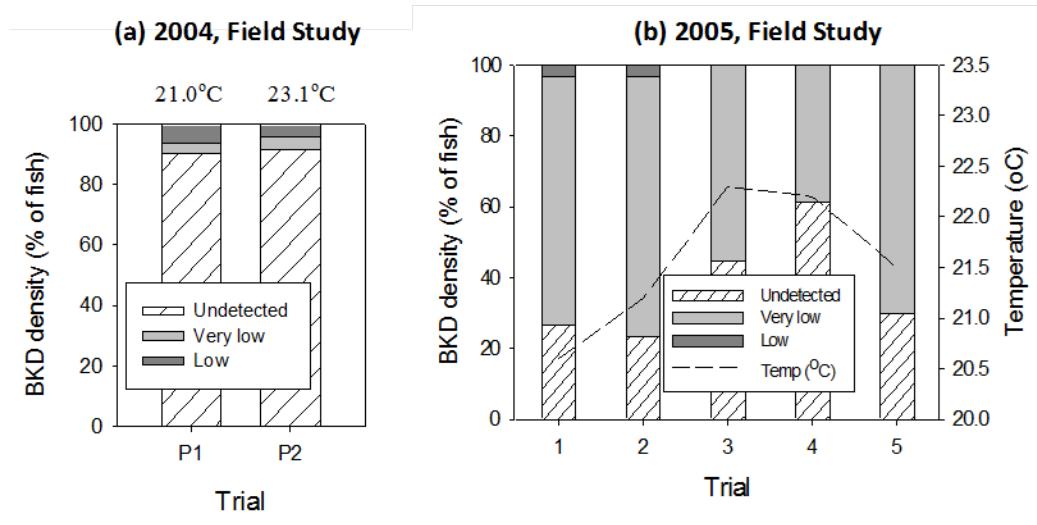 (a) 2004, Field Study
21.0°C 23.1°C
BKD density (% of fish)
100
80
60
40
20
0
Undetected
Very low
Low
P1 P2
Trial
(b) 2005, Field Study
BKD density (% of fish)
100
80
60
40
20
0
Undetected
Very low
Low
Temp (°C)
23.5
23.0
22.5
22.0
21.5
21.0
20.5
20.0
Temperature (oC)
1 2 3 4 5
Trial